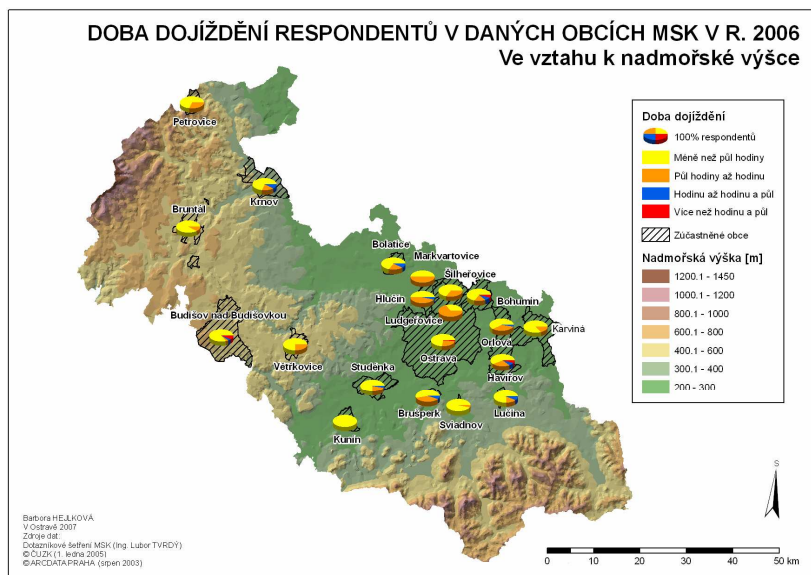 DOBA DOJÍŽDĚNÍ RESPONDENTŮ V DANÝCH OBCÍCH MSK V R. 2006
Ve vztahu k nadmořské výšce
Petrovice
Krnov
Bruntál
Bolatice
Markvartovice
Šilheřovice
Hlučín
Bohumín
Ludgeřovice
Budišov nad Budišovkou
Orlová
Karviná
Větřkovice
Ostrava
Studénka
Havířov
Brušperk
Sviadnov
Lučina
Kunín
Doba dojíždění
100% respondentů
Méně než půl hodiny
Půl hodiny až hodinu
Hodinu až hodinu a půl
Více než hodinu a půl
Zúčastněné obce
Nadmořská výška [m]
1200.1 - 1450
1000.1 - 1200
800.1 - 1000
600.1 - 800
400.1 - 600
300.1 - 400
200 - 300
S
Barbora HEJLKOVÁ
V Ostravě 2007
Zdroje dat:
Dotazníkové šetření MSK (Ing. Lubor TVRDÝ)
©ČUZK (1. ledna 2005)
©ARCDATA PRAHA (srpen 2003)
0 5 10 20 30 40 50 km